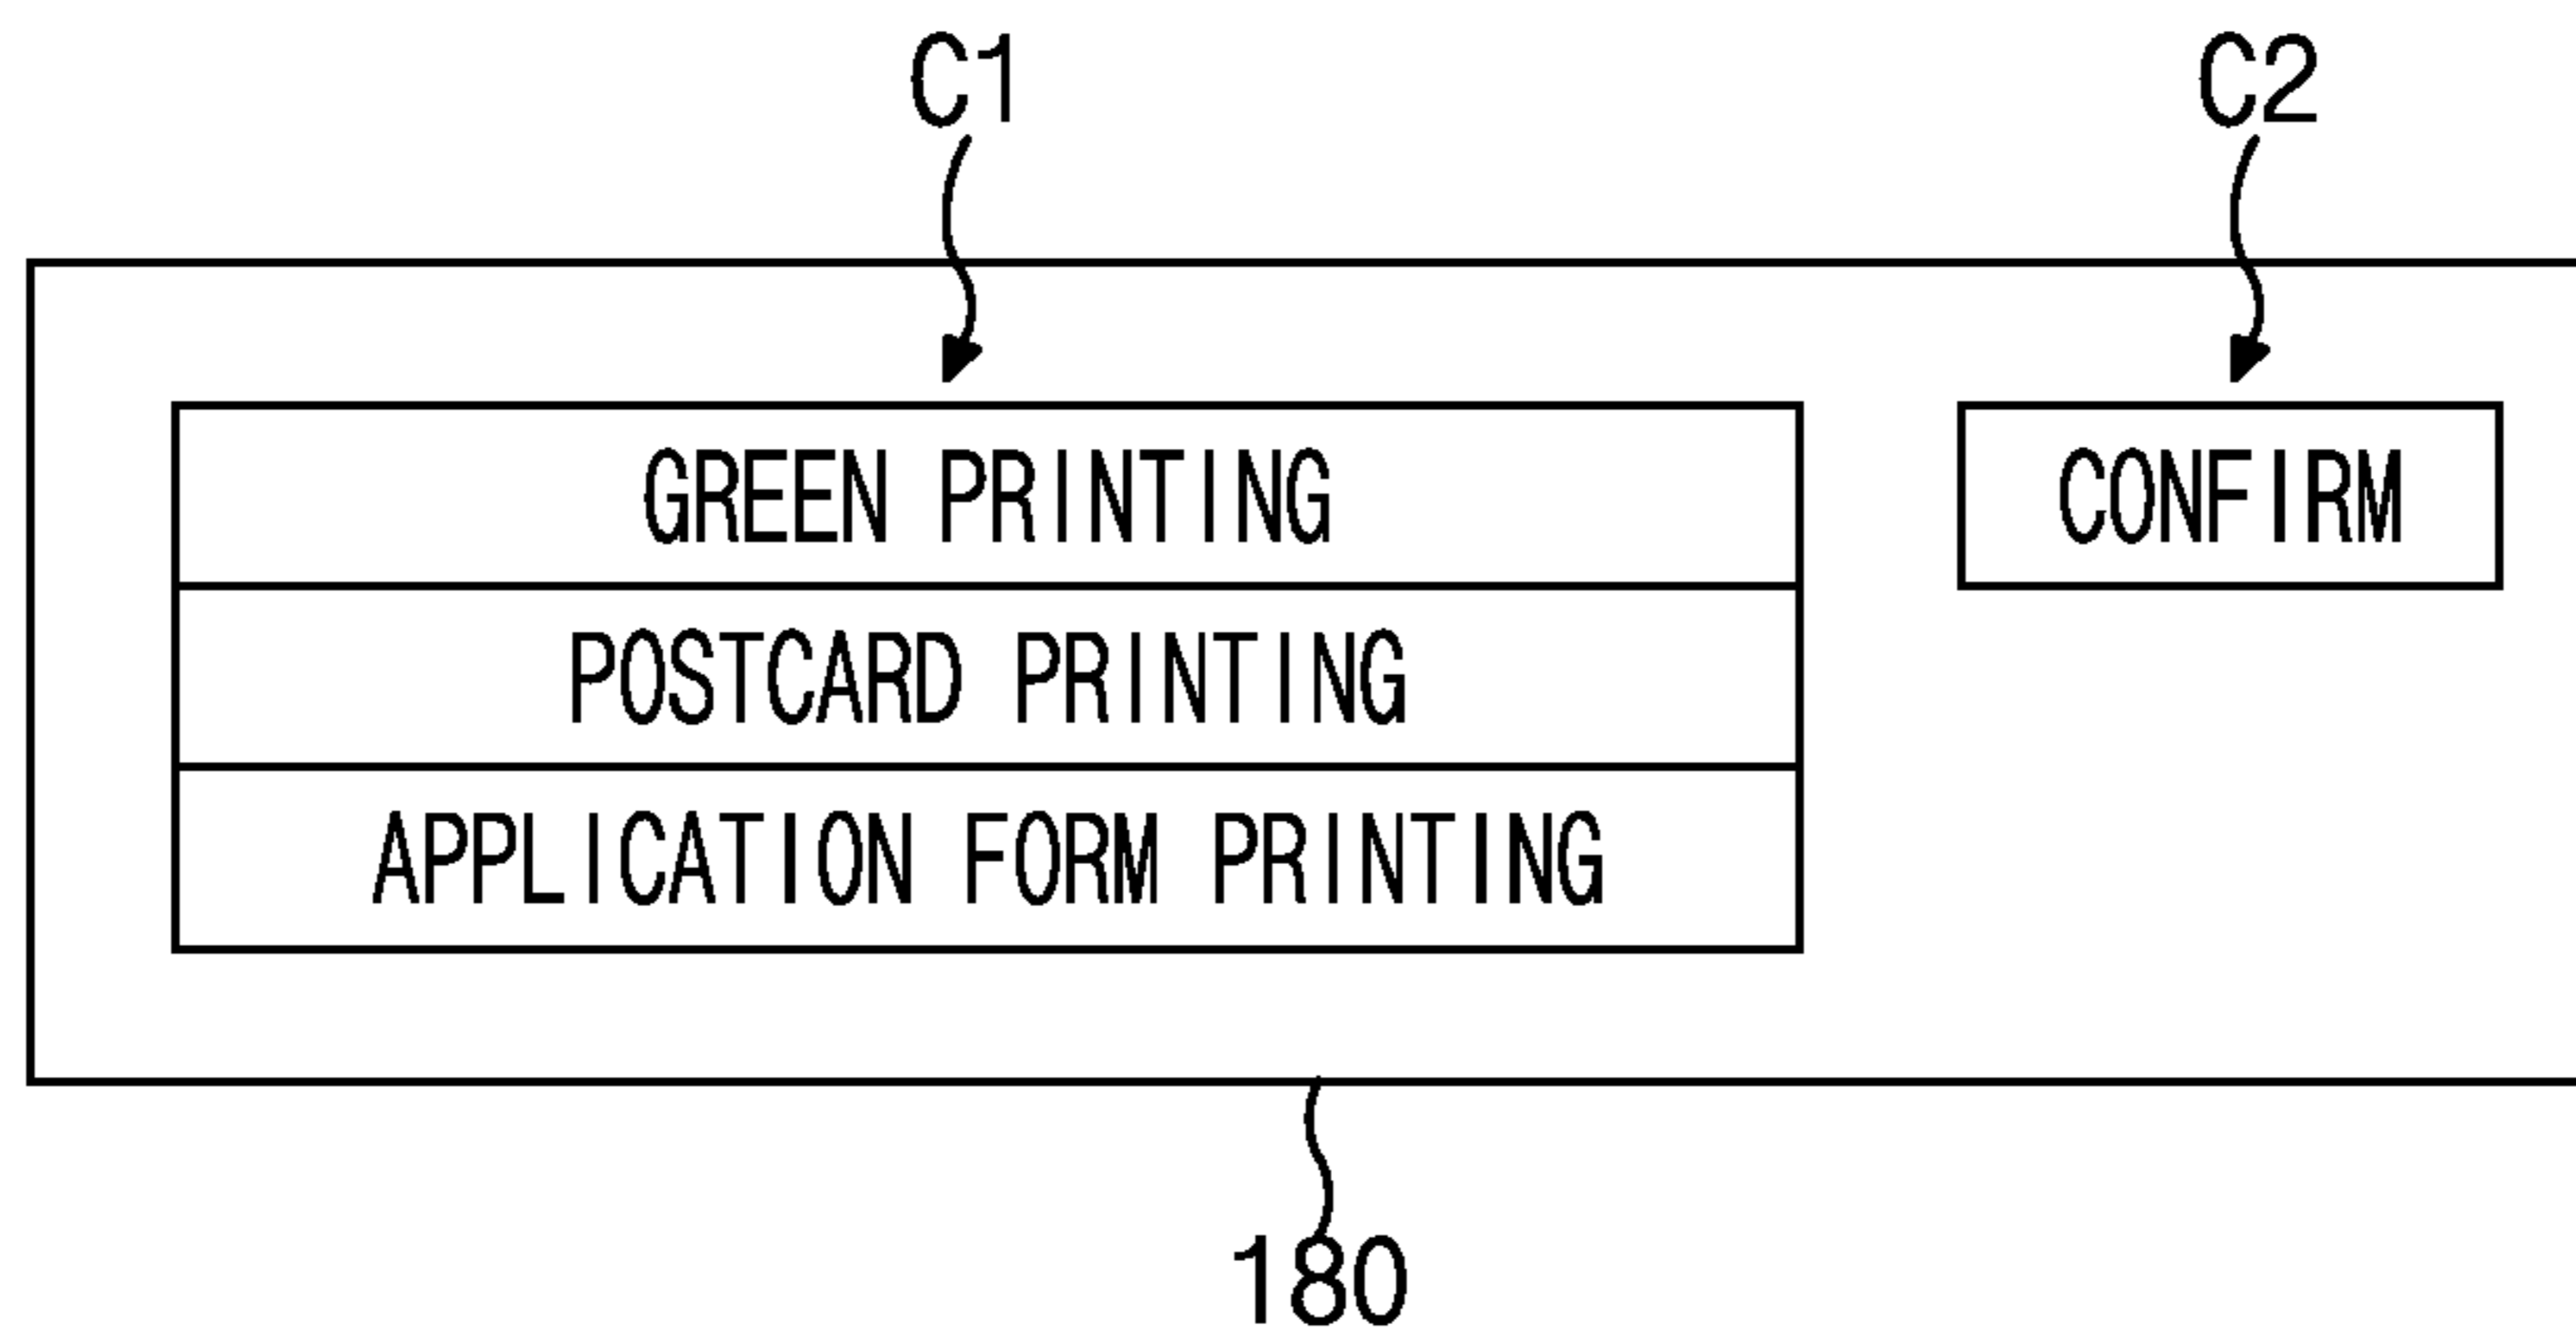 C1 C2
GREEN PRINTING CONFIRM
POSTCARD PRINTING
APPLICATION FORM PRINTING
180